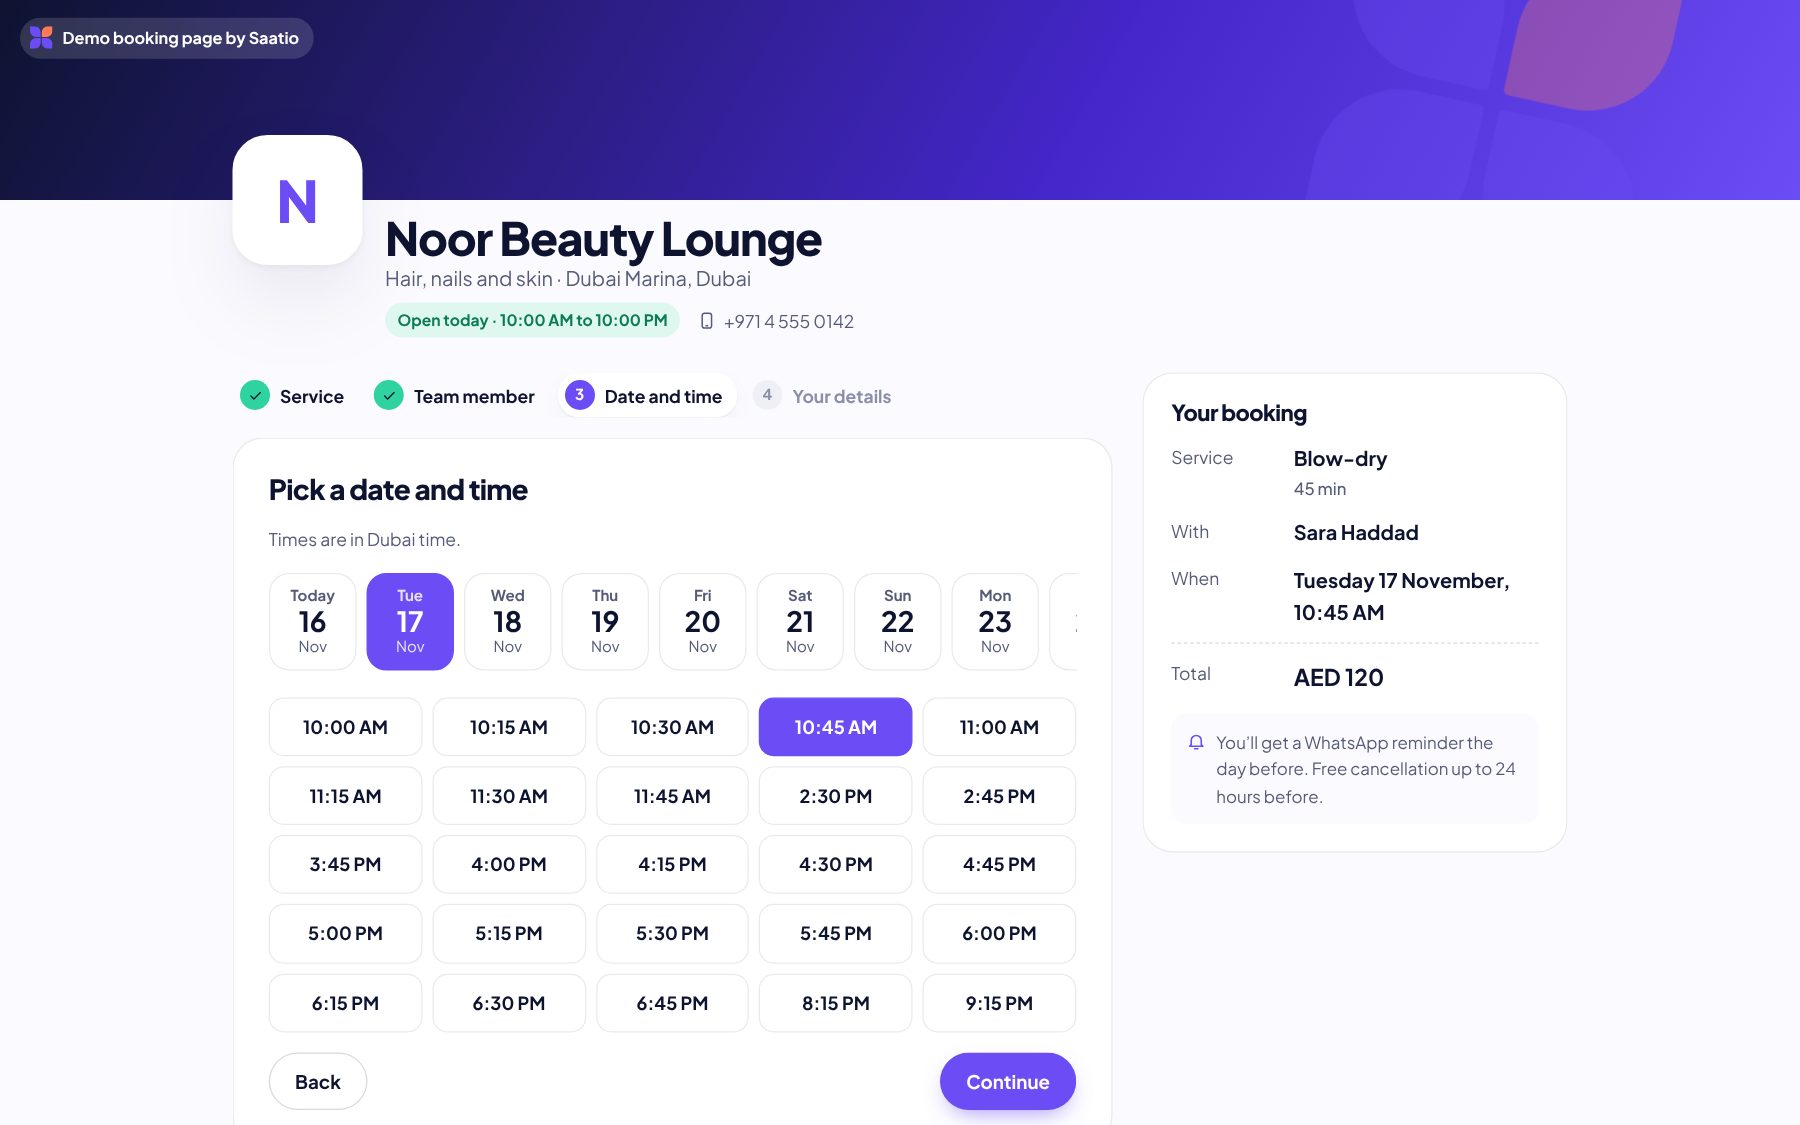 Demo booking page by Saatio
N
Noor Beauty Lounge
Hair, nails and skin · Dubai Marina, Dubai
Open today · 10:00 AM to 10:00 PM
+971 4 555 0142
Service
Team member
3 Date and time
4 Your details
Pick a date and time
Times are in Dubai time.
Today Tue Wed Thu Fri Sat Sun Mon
16 17 18 19 20 21 22 23
Nov Nov Nov Nov Nov Nov Nov Nov
10:00 AM 10:15 AM 10:30 AM 10:45 AM 11:00 AM
11:15 AM 11:30 AM 11:45 AM 2:30 PM 2:45 PM
3:45 PM 4:00 PM 4:15 PM 4:30 PM 4:45 PM
5:00 PM 5:15 PM 5:30 PM 5:45 PM 6:00 PM
6:15 PM 6:30 PM 6:45 PM 8:15 PM 9:15 PM
Back
Continue
Your booking
Service Blow-dry
45 min
With Sara Haddad
When Tuesday 17 November,
10:45 AM
Total AED 120
You’ll get a WhatsApp reminder the
day before. Free cancellation up to 24
hours before.